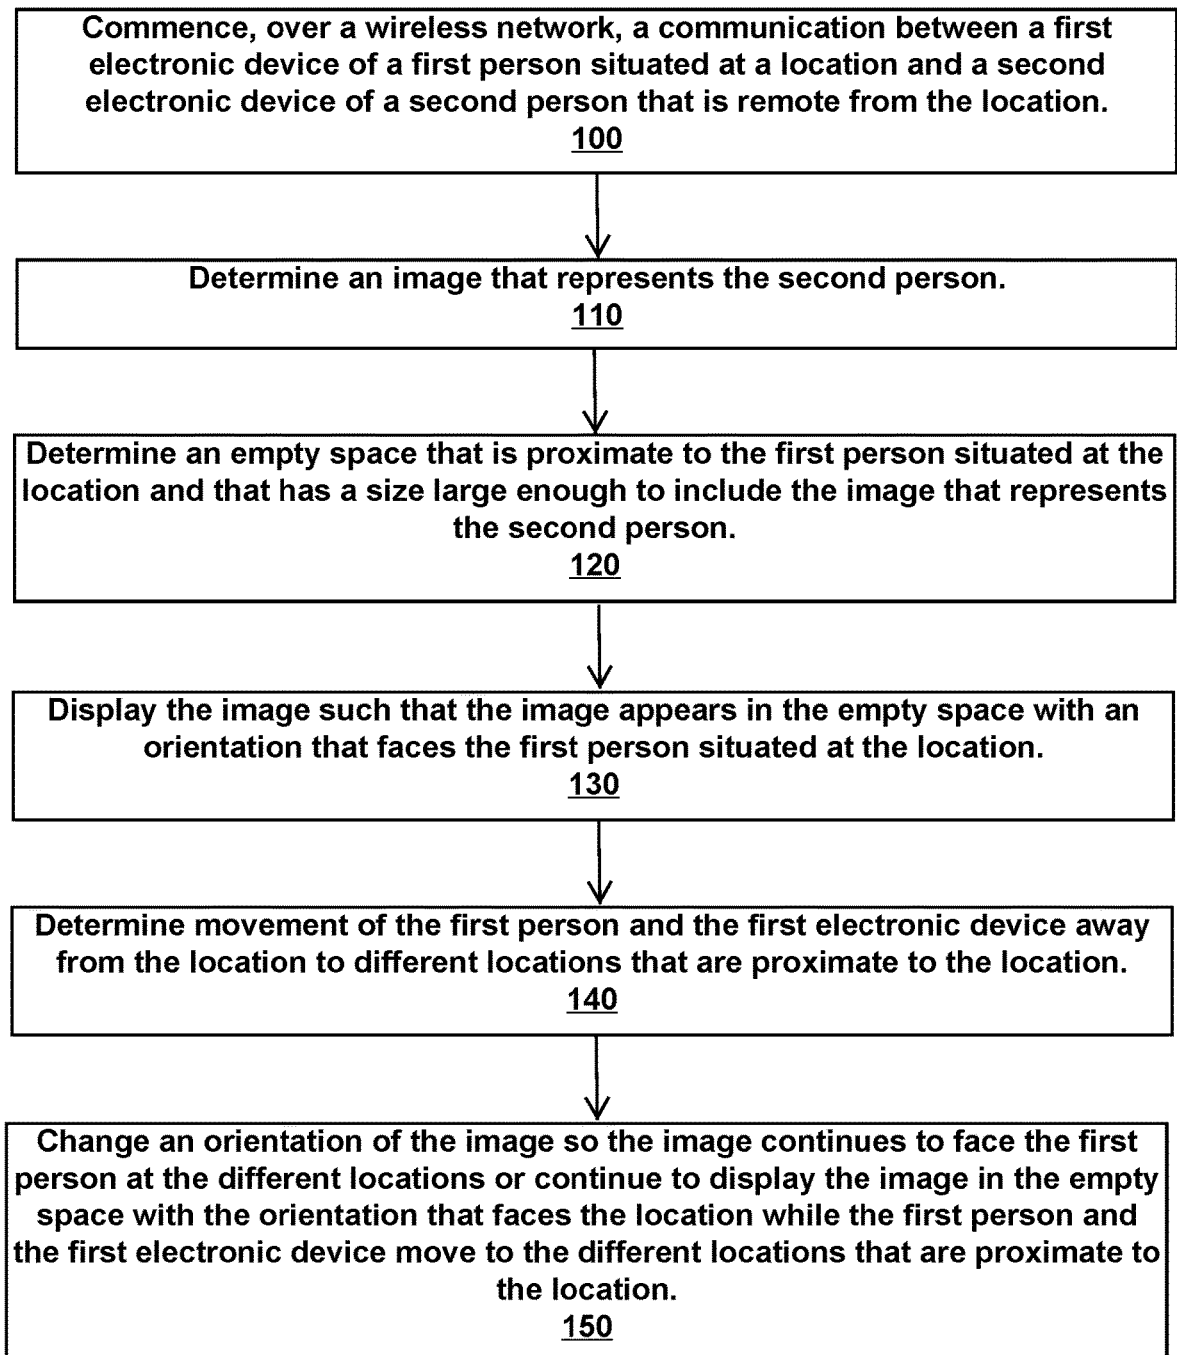 Commence, over a wireless network, a communication between a first
electronic device of a first person situated at a location and a second
electronic device of a second person that is remote from the location.
100
Determine an image that represents the second person.
110
Determine an empty space that is proximate to the first person situated at the
location and that has a size large enough to include the image that represents
the second person.
120
Display the image such that the image appears in the empty space with an
orientation that faces the first person situated at the location.
130
Determine movement of the first person and the first electronic device away
from the location to different locations that are proximate to the location.
140
Change an orientation of the image so the image continues to face the first
person at the different locations or continue to display the image in the empty
space with the orientation that faces the location while the first person and
the first electronic device move to the different locations that are proximate to
the location.
150